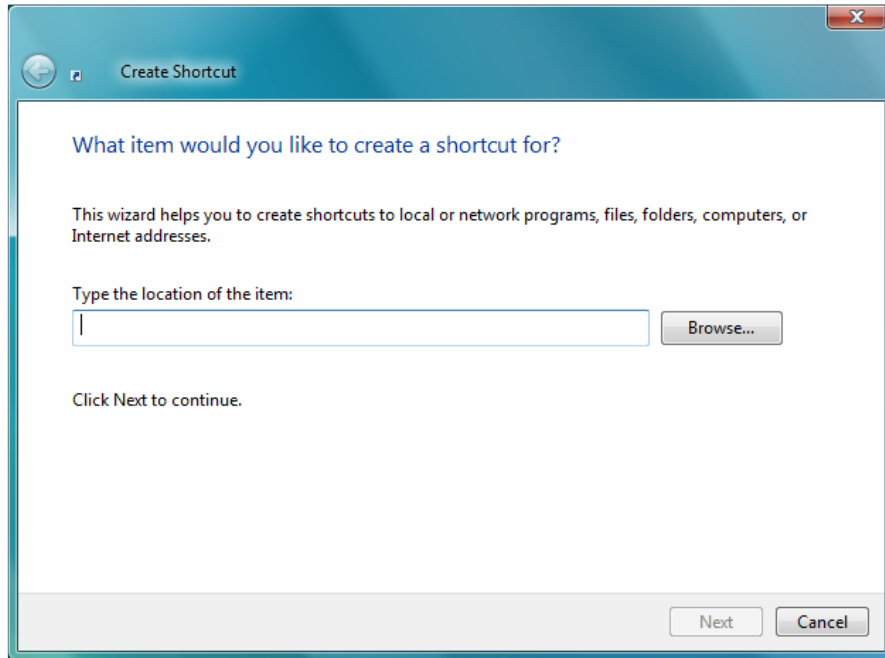 Create Shortcut
What item would you like to create a shortcut for?
This wizard helps you to create shortcuts to local or network programs, files, folders, computers, or
Internet addresses.
Type the location of the item:
Browse...
Click Next to continue.
Next
Cancel